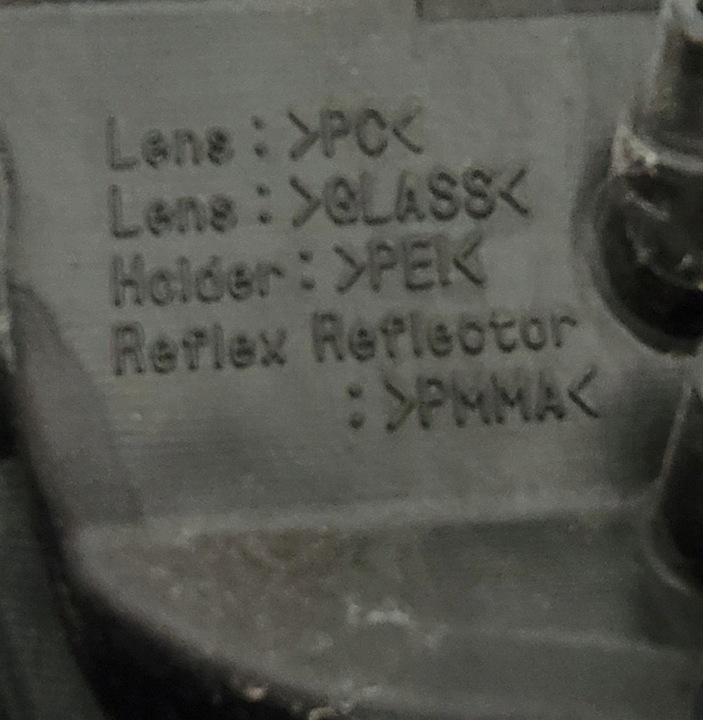 Lens:>PC<
Lens:>GLASS<
Holder:>PEI<
Reflex Reflector
:>PMMA<